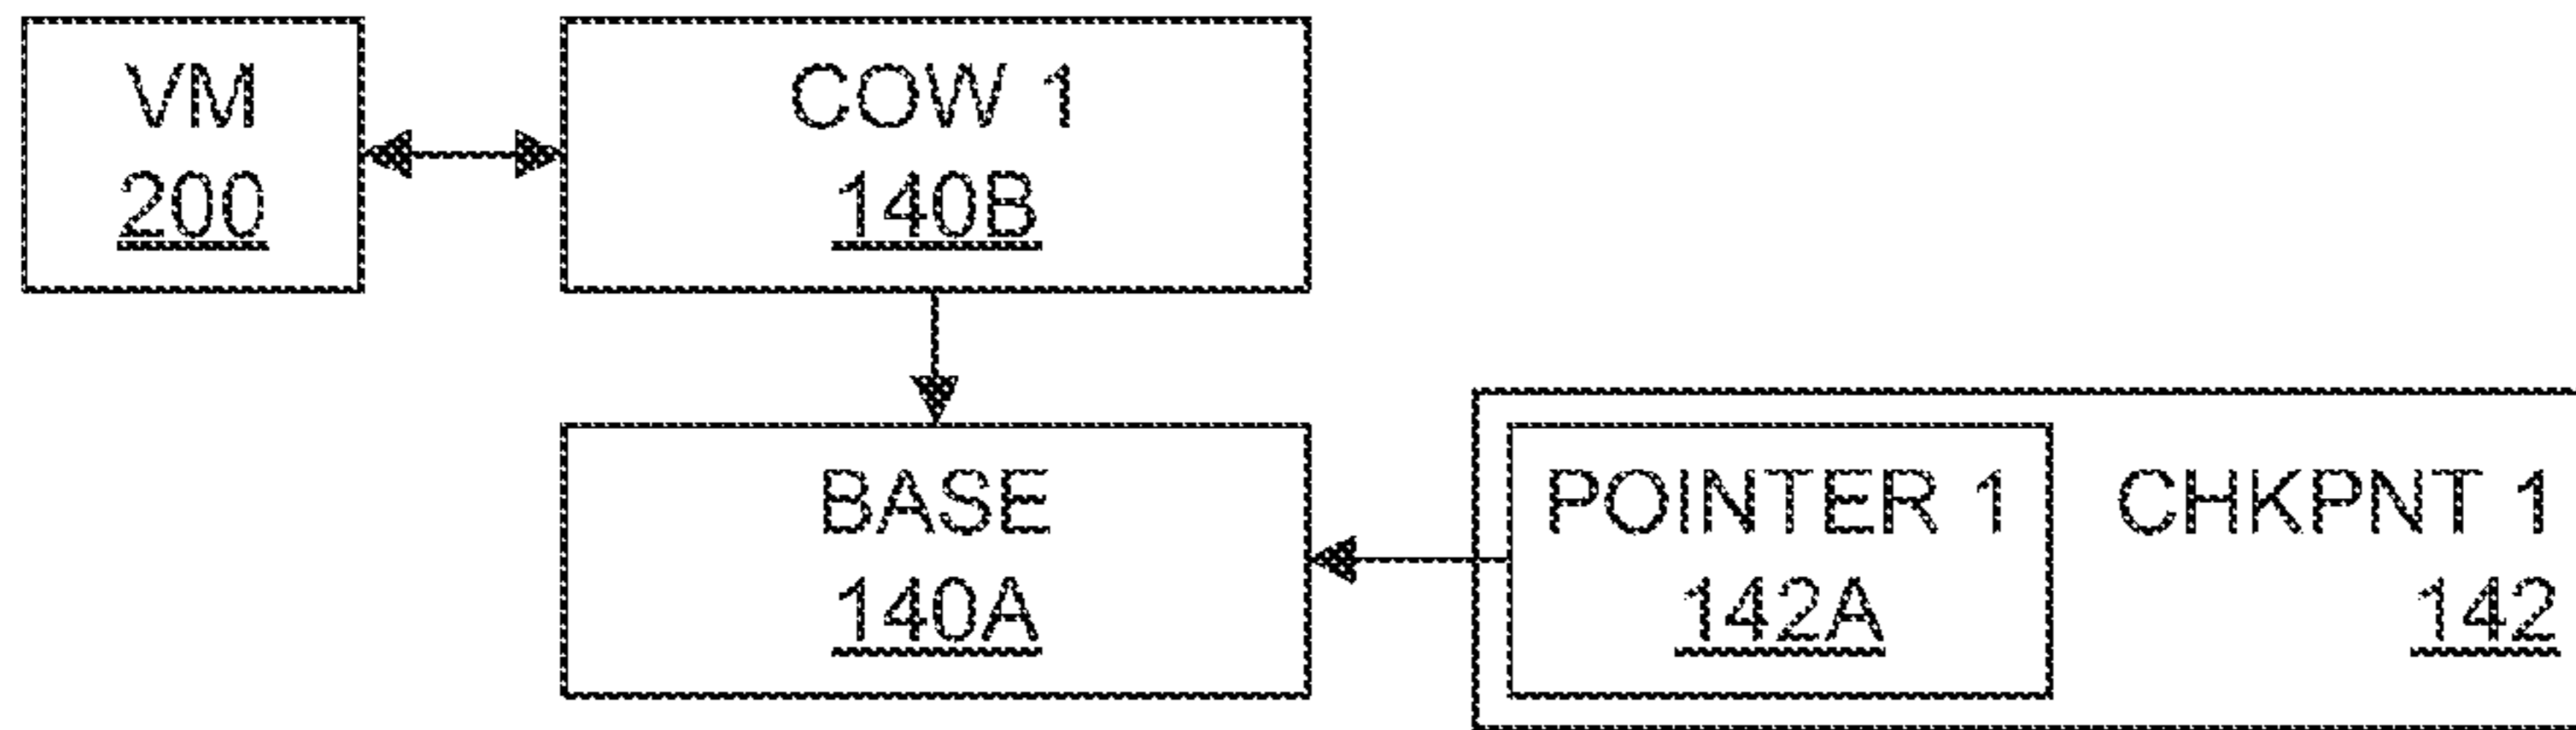 VM
200
COW 1
140B
BASE
140A
POINTER 1
142A
CHKPNT 1
142